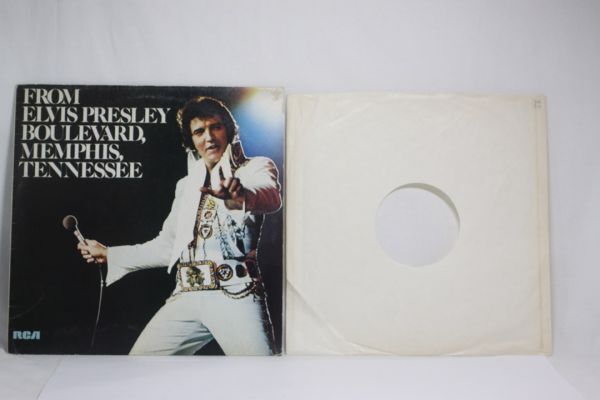 FROM
ELVIS PRESLEY
BOULEVARD,
MEMPHIS,
TENNESSEE
RCA